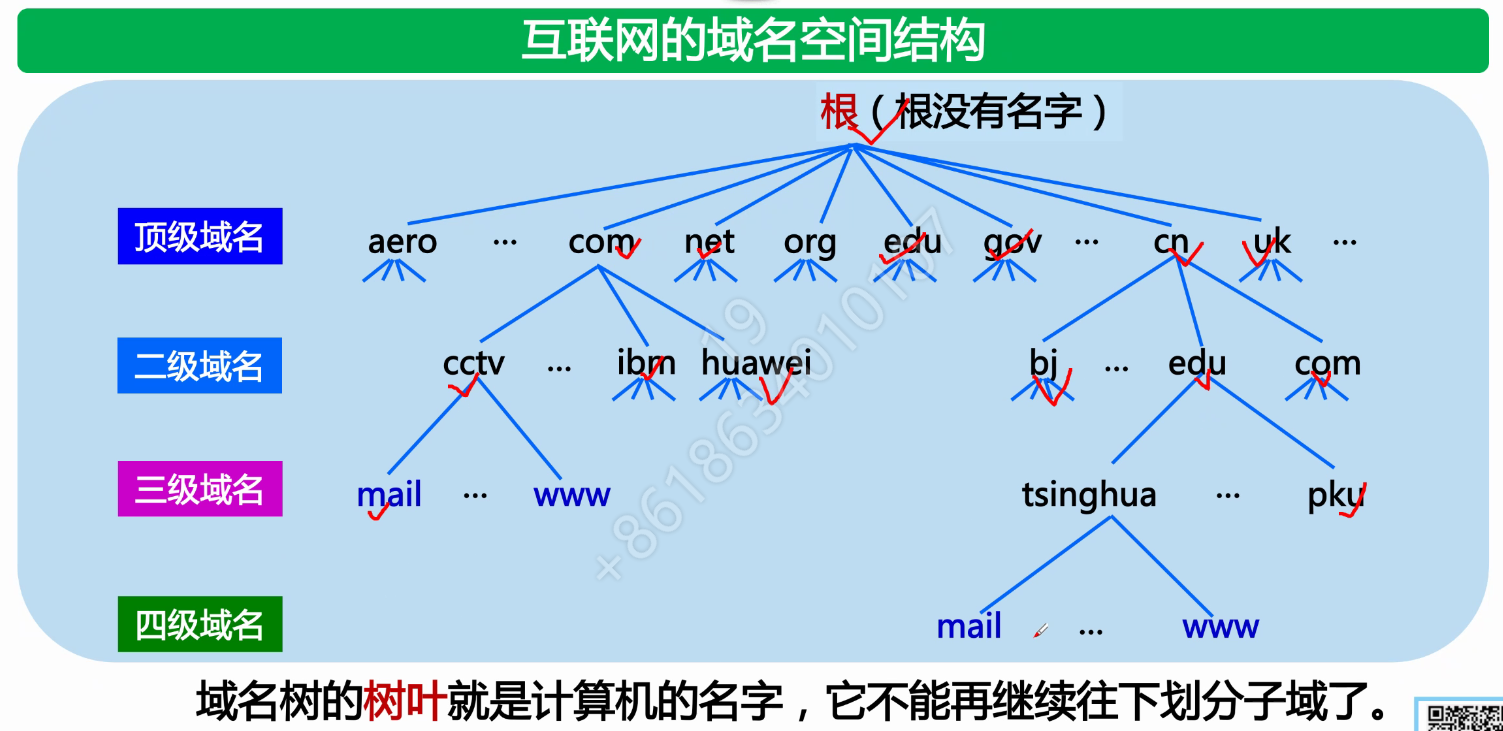 互联网的域名空间结构
根（根没有名字）
顶级域名 aero ... com net org edu gov ... cn uk ...
二级域名 cctv ... ibm huawei bj ... edu com
三级域名 mail ... www tsinghua ... pku
四级域名 mail ... www
域名树的树叶就是计算机的名字，它不能再继续往下划分子域了。
19
+8618634010107